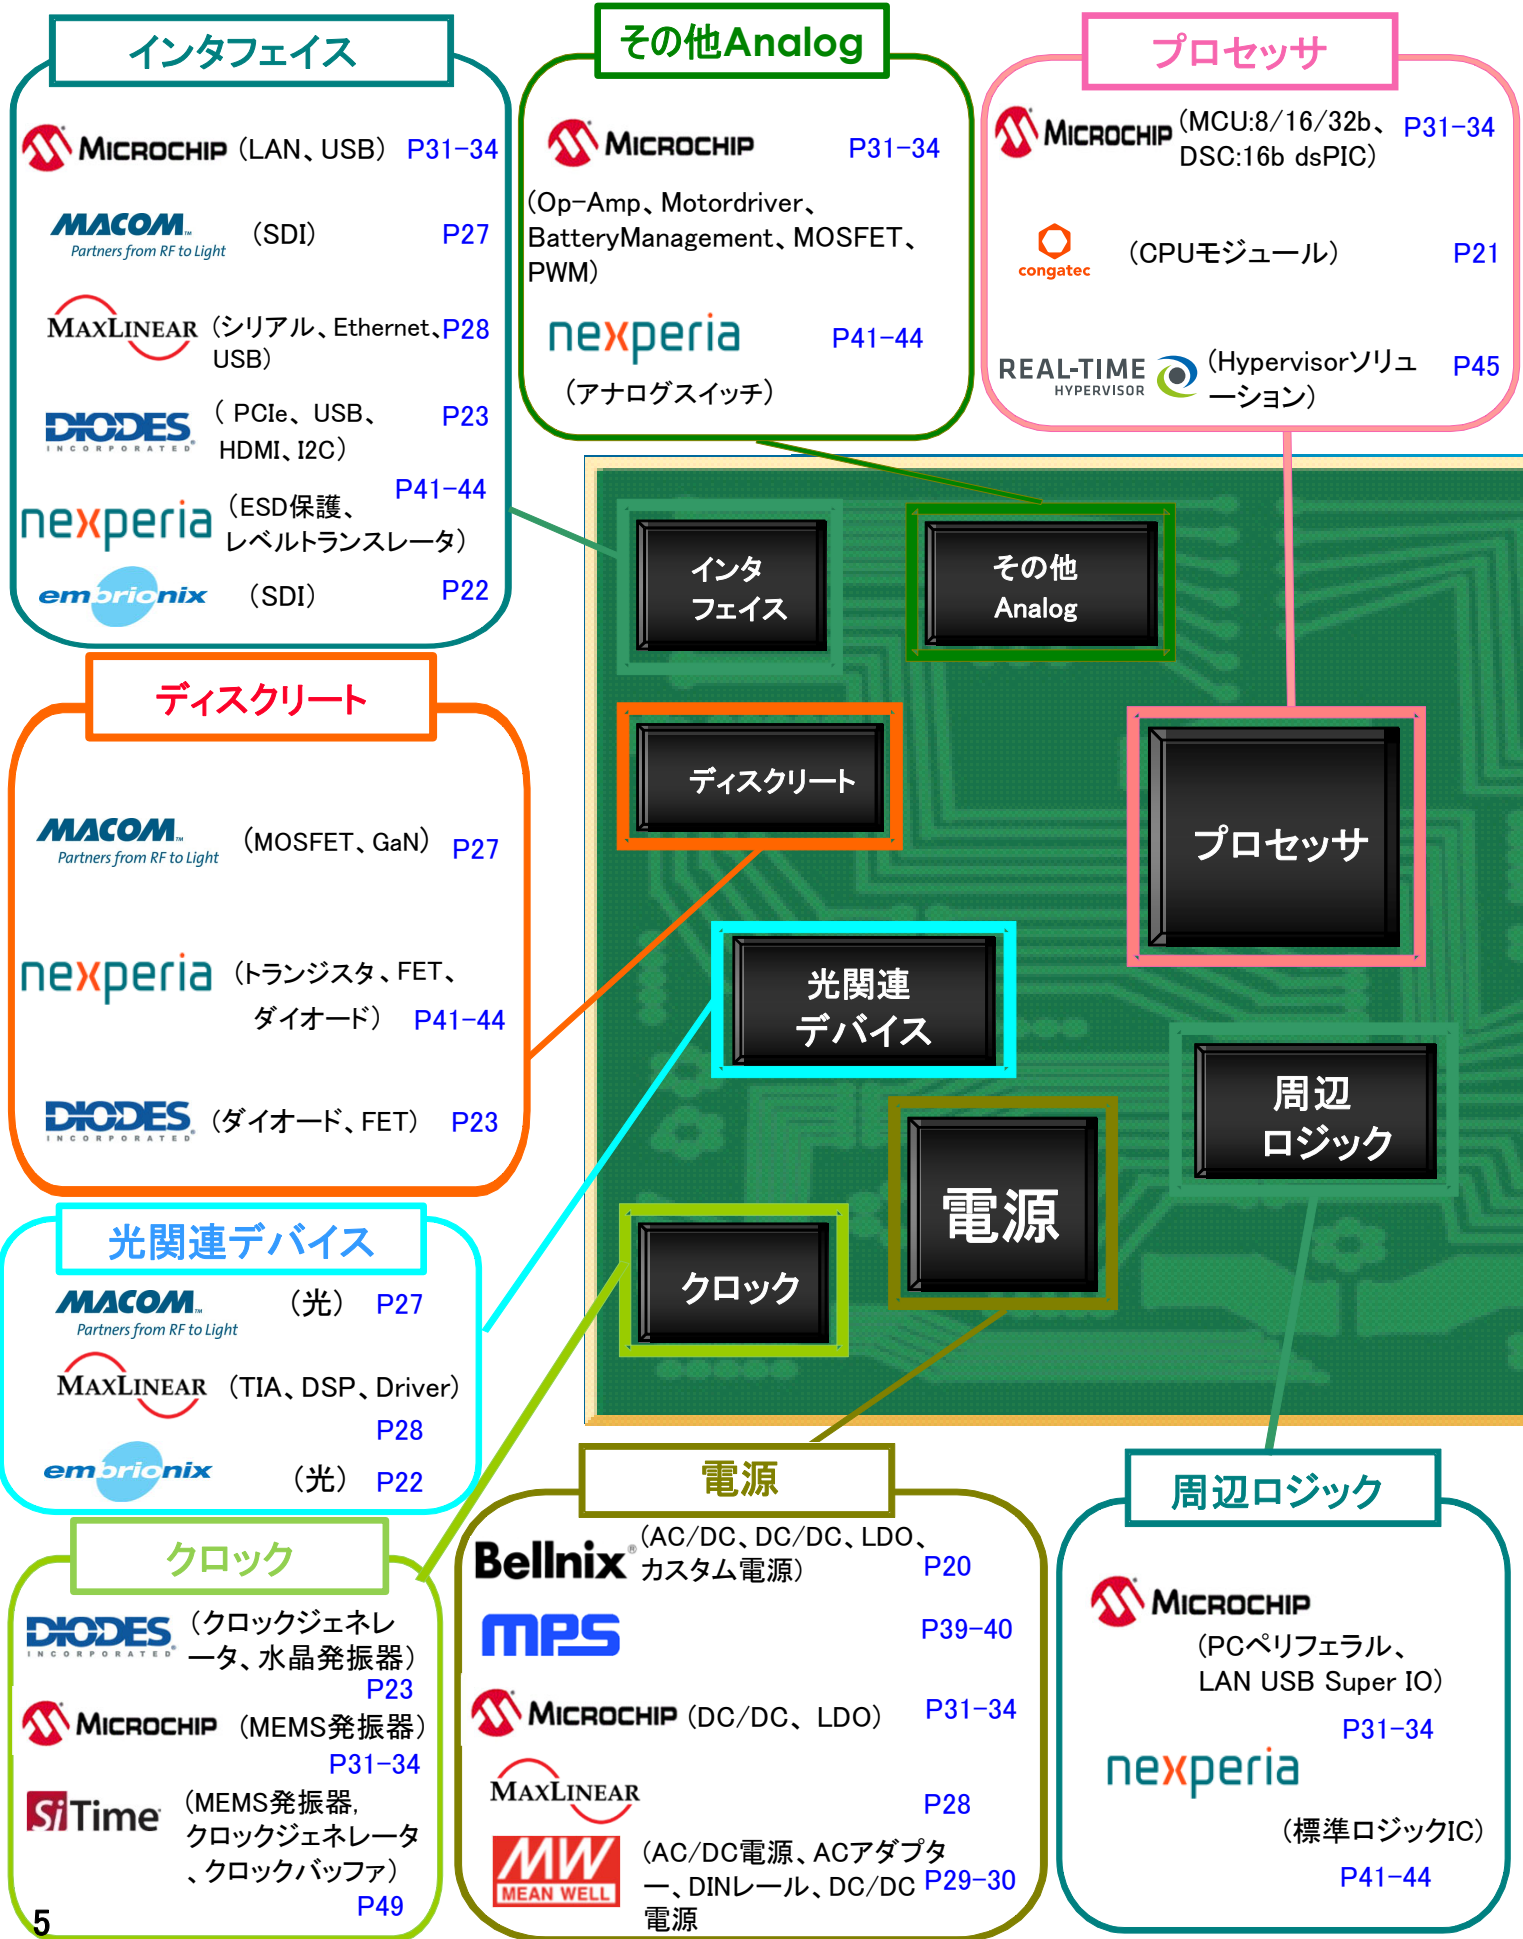 インタフェイス
MICROCHIP (LAN、USB) P31-34
MACOM™ (SDI) P27
Partners from RF to Light
MAXLINEAR (シリアル、Ethernet、P28
USB)
DIODES ( PCIe、USB、 P23
INCORPORATED HDMI、I2C)
P41-44
nexperia (ESD保護、
レベルトランスレータ)
embrionix (SDI) P22
その他Analog
MICROCHIP P31-34
(Op-Amp、Motordriver、
BatteryManagement、MOSFET、
PWM)
nexperia P41-44
(アナログスイッチ)
プロセッサ
MICROCHIP (MCU:8/16/32b、 P31-34
DSC:16b dsPIC)
congatec (CPUモジュール) P21
REAL-TIME (Hypervisorソリュ P45
HYPERVISOR ーション)
インタ
フェイス
その他
Analog
ディスクリート
プロセッサ
光関連
デバイス
周辺
ロジック
電源
クロック
ディスクリート
MACOM™ (MOSFET、GaN) P27
Partners from RF to Light
nexperia (トランジスタ、FET、
ダイオード) P41-44
DIODES (ダイオード、FET) P23
INCORPORATED
光関連デバイス
MACOM™ (光) P27
Partners from RF to Light
MAXLINEAR (TIA、DSP、Driver)
P28
embrionix (光) P22
クロック
DIODES (クロックジェネレ
INCORPORATED ータ、水晶発振器)
P23
MICROCHIP (MEMS発振器)
P31-34
SiTime (MEMS発振器,
クロックジェネレータ
、クロックバッファ)
P49
電源
Bellnix® (AC/DC、DC/DC、LDO、
カスタム電源) P20
MPS P39-40
MICROCHIP (DC/DC、LDO) P31-34
MAXLINEAR P28
MW (AC/DC電源、ACアダプタ
MEAN WELL ー、DINレール、DC/DC P29-30
電源
周辺ロジック
MICROCHIP
(PCペリフェラル、
LAN USB Super IO)
P31-34
nexperia
(標準ロジックIC)
P41-44
5